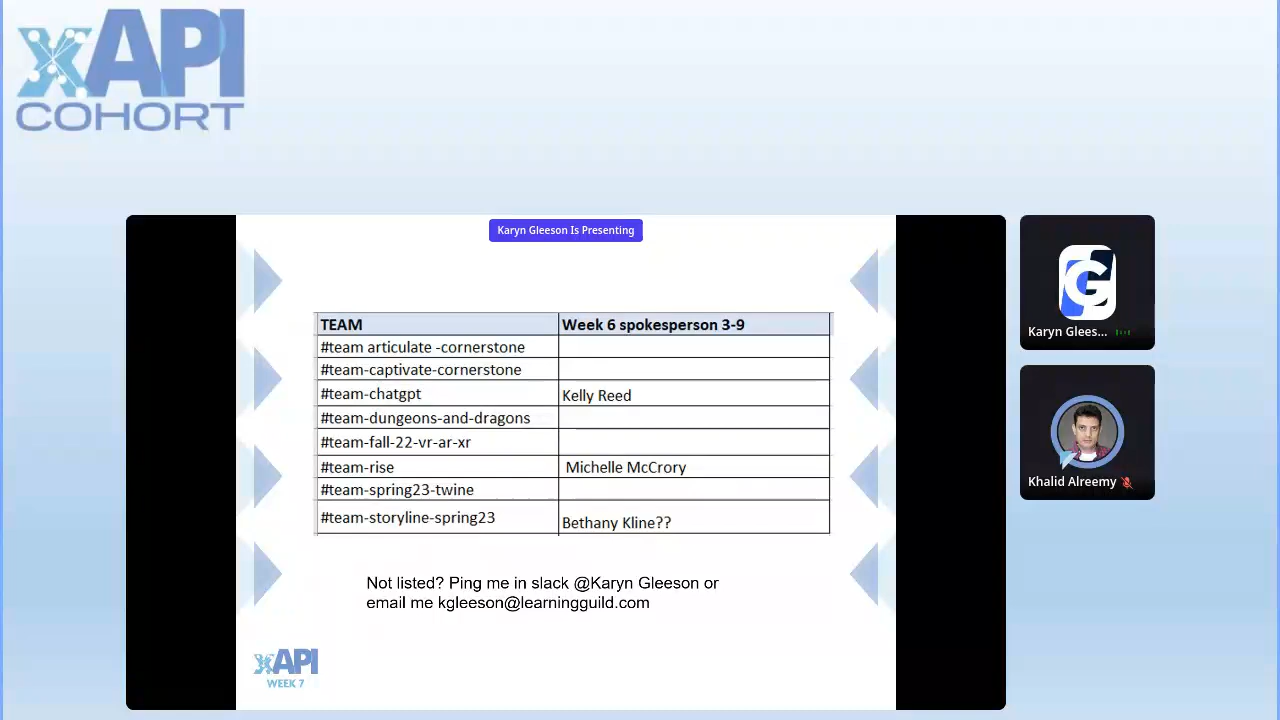 xAPI
COHORT
Karyn Gleeson Is Presenting
TEAM Week 6 spokesperson 3-9
#team articulate -cornerstone
#team-captivate-cornerstone
#team-chatgpt Kelly Reed
#team-dungeons-and-dragons
#team-fall-22-vr-ar-xr
#team-rise Michelle McCrory
#team-spring23-twine
#team-storyline-spring23 Bethany Kline??
Not listed? Ping me in slack @Karyn Gleeson or
email me kgleeson@learningguild.com
xAPI
WEEK 7
G
Karyn Glees...
Khalid Alreemy